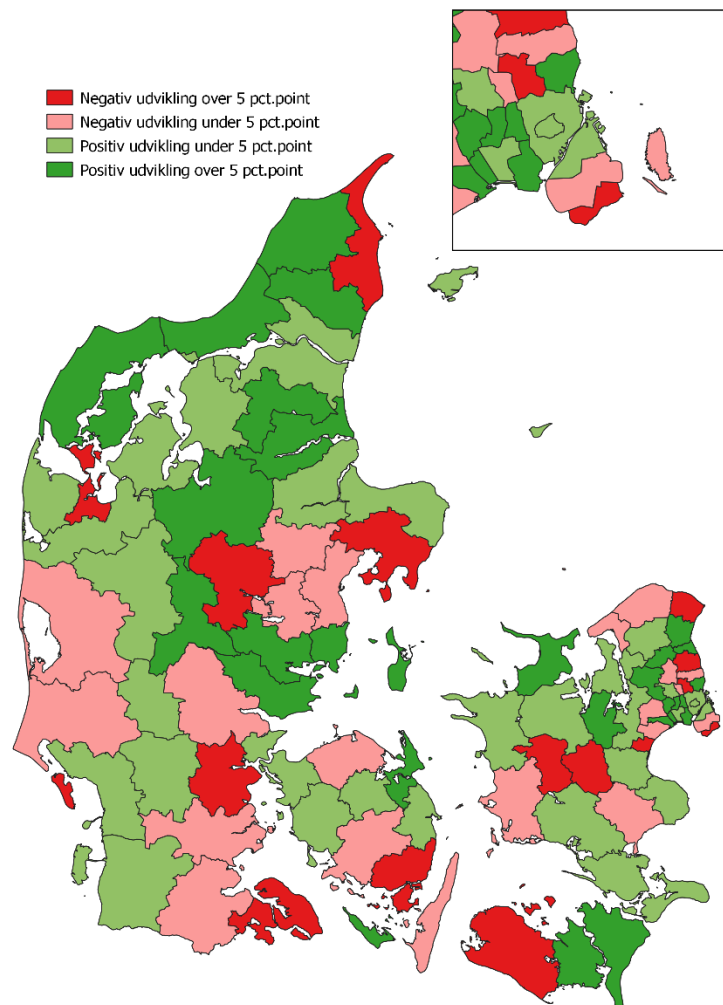 Negativ udvikling over 5 pct.point
Negativ udvikling under 5 pct.point
Positiv udvikling under 5 pct.point
Positiv udvikling over 5 pct.point